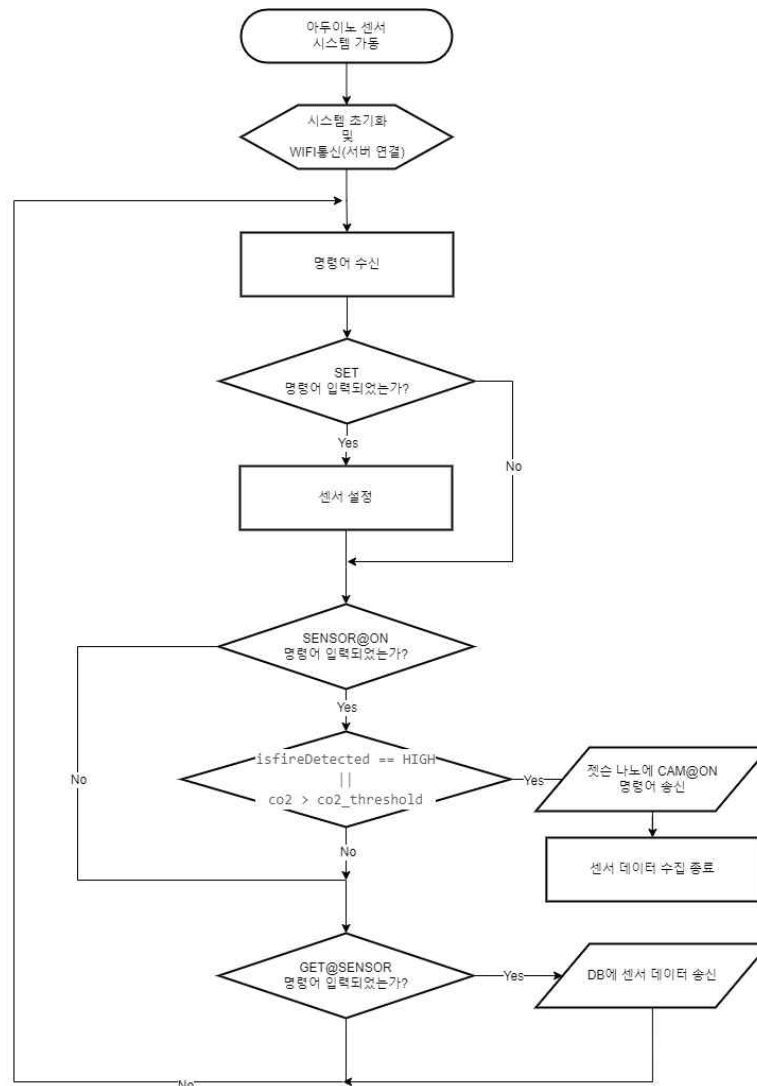 아두이노 센서
시스템 가동
시스템 초기화
및
WIFI통신(서버 연결)
명령어 수신
SET
명령어 입력되었는가?
Yes
No
센서 설정
SENSOR@ON
명령어 입력되었는가?
Yes
No
isfireDetected == HIGH
||
co2 > co2_threshold
Yes
젯슨 나노에 CAM@ON
명령어 송신
No
센서 데이터 수집 종료
GET@SENSOR
명령어 입력되었는가?
Yes
DB에 센서 데이터 송신
No